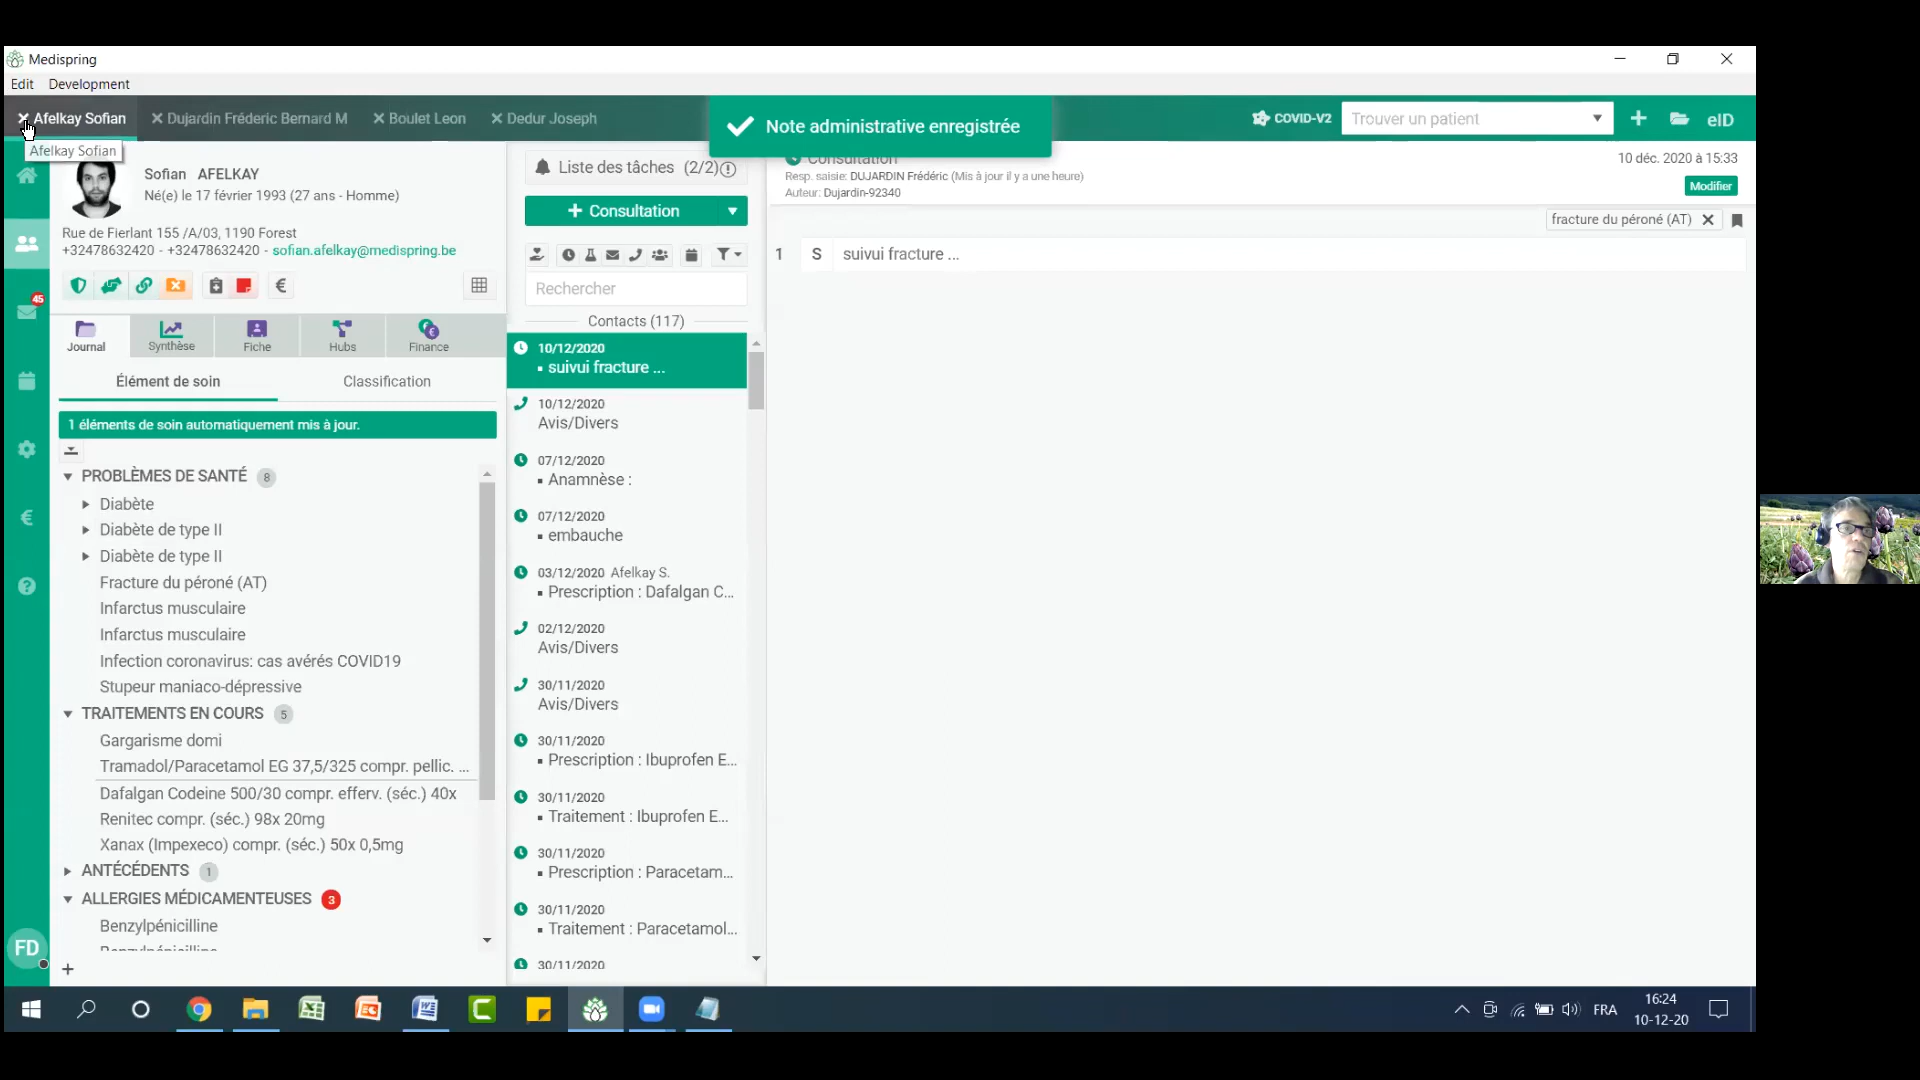 Medispring
Edit Development
Afelkay Sofian
Dujardin Fréderic Bernard M
Boulet Leon
Dedur Joseph
Note administrative enregistrée
COVID-V2
Trouver un patient
eID
Afelkay Sofian
Sofian AFELKAY
Né(e) le 17 février 1993 (27 ans - Homme)
Rue de Fierlant 155 /A/03, 1190 Forest
+32478632420 - +32478632420 - sofian.afelkay@medispring.be
45
Journal
Synthèse
Fiche
Hubs
Finance
Élément de soin
Classification
1 éléments de soin automatiquement mis à jour.
PROBLÈMES DE SANTÉ 8
Diabète
Diabète de type II
Diabète de type II
Fracture du péroné (AT)
Infarctus musculaire
Infarctus musculaire
Infection coronavirus: cas avérés COVID19
Stupeur maniaco-dépressive
TRAITEMENTS EN COURS 5
Gargarisme domi
Tramadol/Paracetamol EG 37,5/325 compr. pellic. ...
Dafalgan Codeine 500/30 compr. efferv. (séc.) 40x
Renitec compr. (séc.) 98x 20mg
Xanax (Impexeco) compr. (séc.) 50x 0,5mg
ANTÉCÉDENTS 1
ALLERGIES MÉDICAMENTEUSES 3
Benzylpénicilline
Benzylpénicilline
FD
Liste des tâches (2/2)
+ Consultation
Rechercher
Contacts (117)
10/12/2020
suivui fracture ...
10/12/2020
Avis/Divers
07/12/2020
Anamnèse :
07/12/2020
embauche
03/12/2020 Afelkay S.
Prescription : Dafalgan C...
02/12/2020
Avis/Divers
30/11/2020
Avis/Divers
30/11/2020
Prescription : Ibuprofen E...
30/11/2020
Traitement : Ibuprofen E...
30/11/2020
Prescription : Paracetam...
30/11/2020
Traitement : Paracetamol...
30/11/2020
Consultation
10 déc. 2020 à 15:33
Resp. saisie: DUJARDIN Frédéric (Mis à jour il y a une heure)
Auteur: Dujardin-92340
Modifier
fracture du péroné (AT)
1 S suivui fracture ...
FRA
16:24
10-12-20